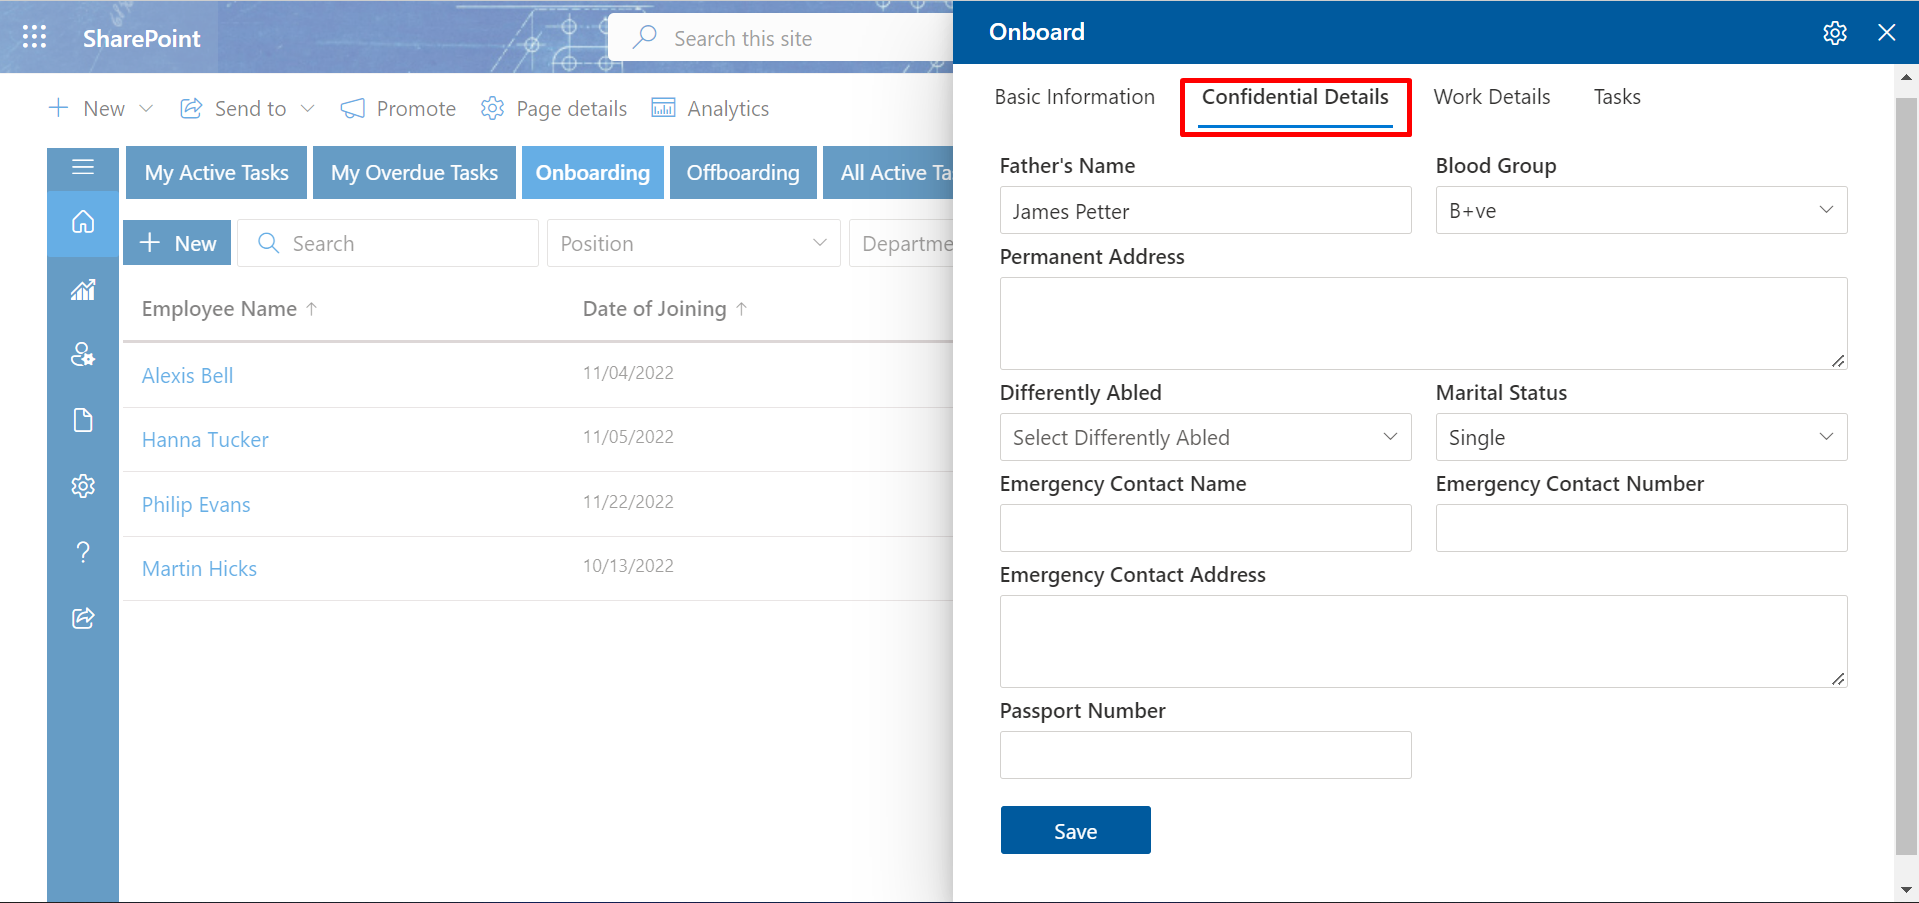 SharePoint
Search this site
New
Send to
Promote
Page details
Analytics
My Active Tasks
My Overdue Tasks
Onboarding
Offboarding
All Active Ta
New
Search
Position
Departme
Employee Name ↑
Date of Joining ↑
Alexis Bell
11/04/2022
Hanna Tucker
11/05/2022
Philip Evans
11/22/2022
Martin Hicks
10/13/2022
Onboard
Basic Information
Confidential Details
Work Details
Tasks
Father's Name
Blood Group
James Petter
B+ve
Permanent Address
Differently Abled
Marital Status
Select Differently Abled
Single
Emergency Contact Name
Emergency Contact Number
Emergency Contact Address
Passport Number
Save